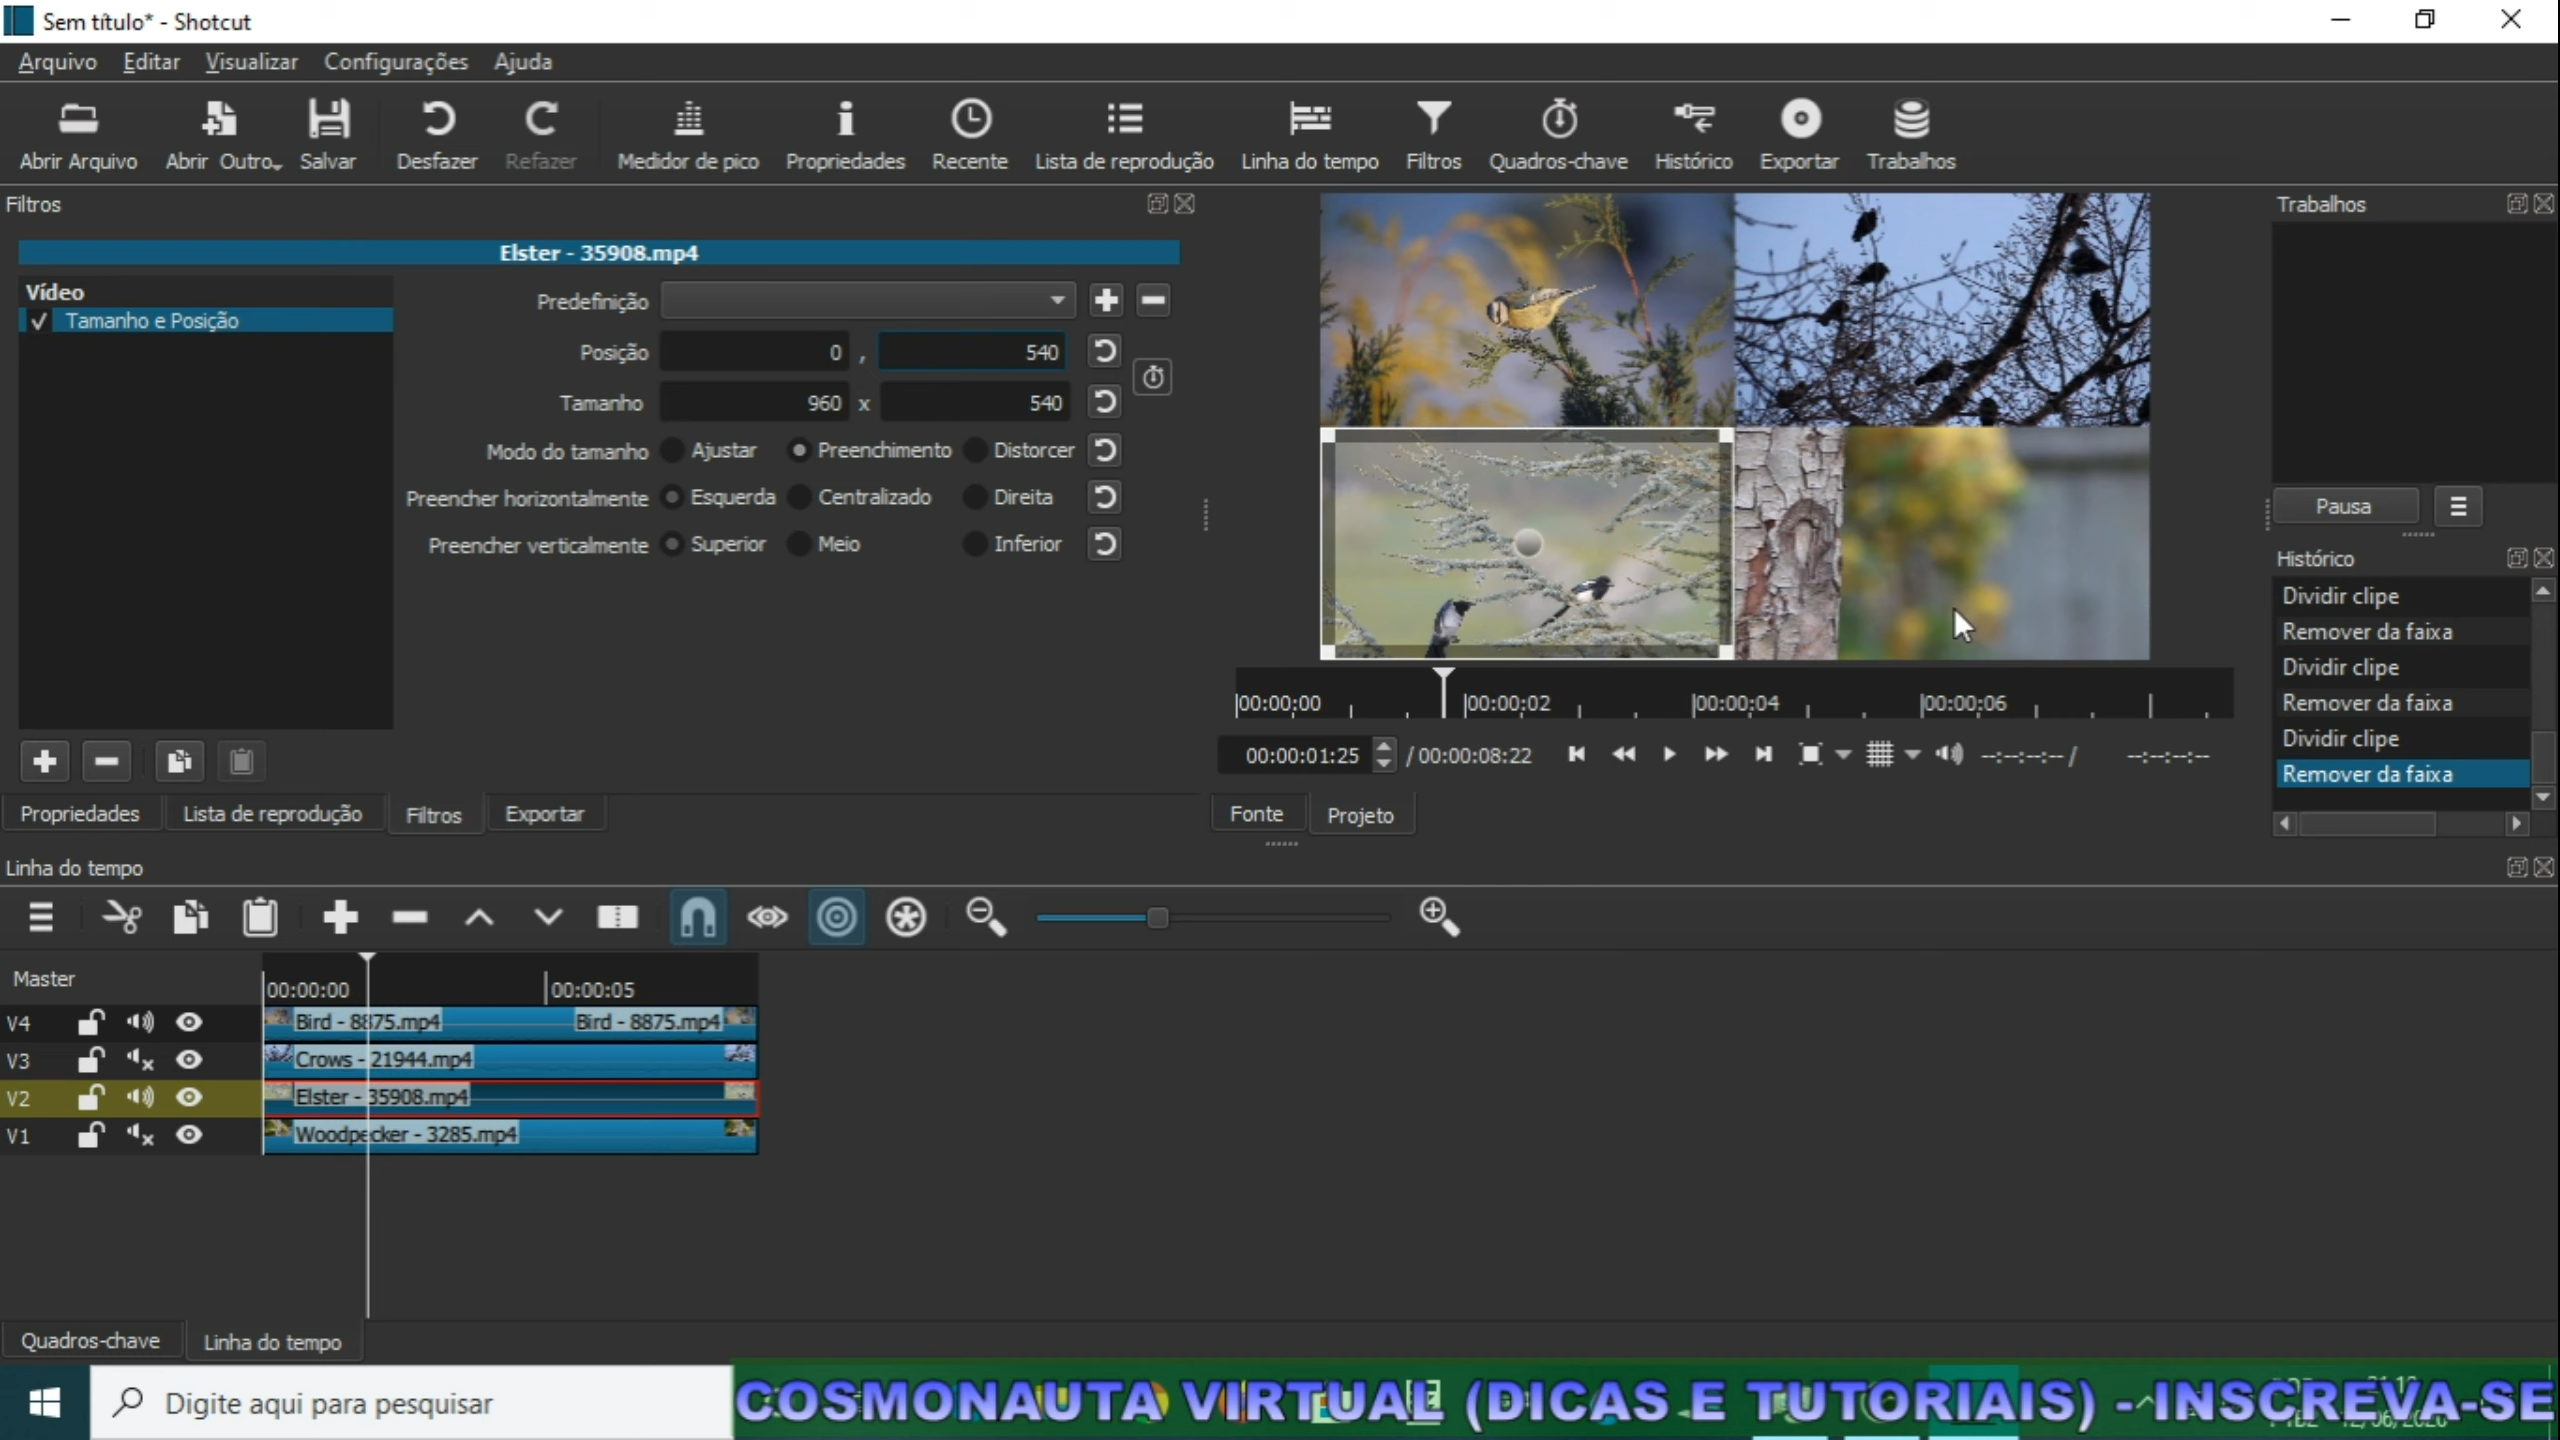 Sem título* - Shotcut
Arquivo Editar Visualizar Configurações Ajuda
Abrir Arquivo Abrir Outro Salvar Desfazer Refazer Medidor de pico Propriedades Recente Lista de reprodução Linha do tempo Filtros Quadros-chave Histórico Exportar Trabalhos
Filtros
Elster - 35908.mp4
Vídeo
Tamanho e Posição
Predefinição
Posição 0 , 540
Tamanho 960 x 540
Modo do tamanho Ajustar Preenchimento Distorcer
Preencher horizontalmente Esquerda Centralizado Direita
Preencher verticalmente Superior Meio Inferior
Propriedades Lista de reprodução Filtros Exportar
00:00:00 00:00:02 00:00:04 00:00:06
00:00:01:25 / 00:00:08:22 --:--:--:-- / --:--:--:--
Fonte Projeto
Trabalhos
Pausa
Histórico
Dividir clipe
Remover da faixa
Dividir clipe
Remover da faixa
Dividir clipe
Remover da faixa
Linha do tempo
Master 00:00:00 00:00:05
V4 Bird - 8875.mp4 Bird - 8875.mp4
V3 Crows - 21944.mp4
V2 Elster - 35908.mp4
V1 Woodpecker - 3285.mp4
Quadros-chave Linha do tempo
Digite aqui para pesquisar
COSMONAUTA VIRTUAL (DICAS E TUTORIAIS) - INSCREVA-SE